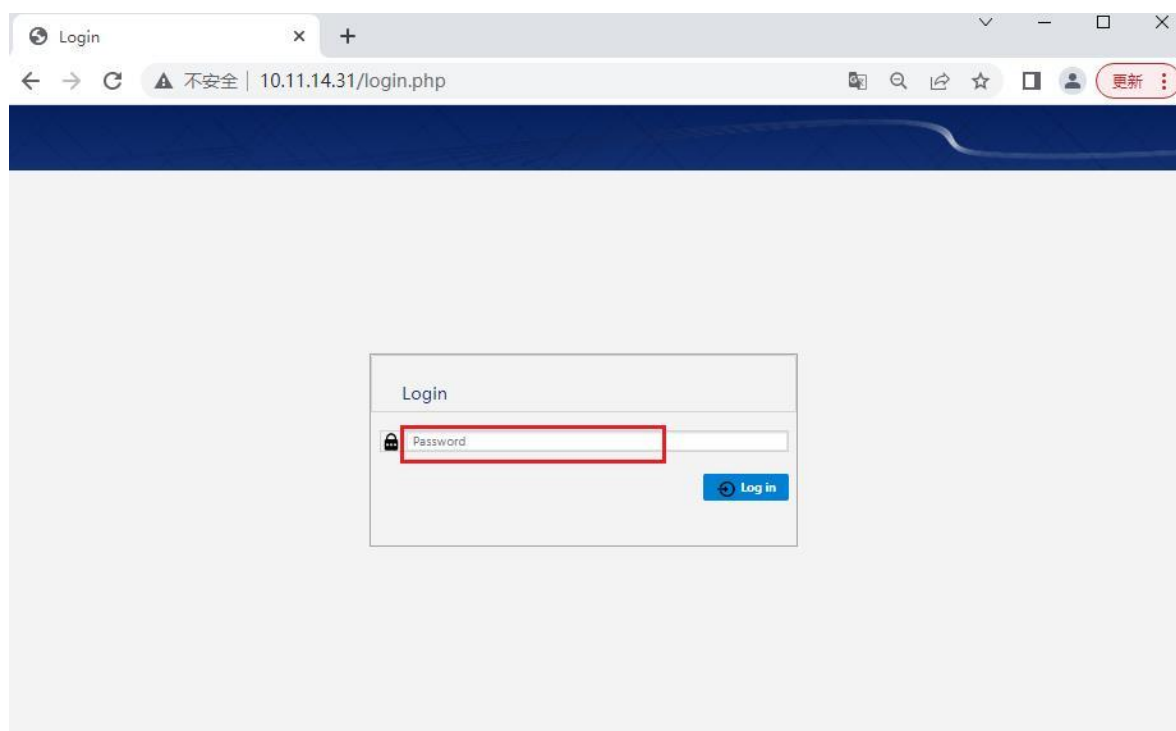 Login
不安全 | 10.11.14.31/login.php
更新
Login
Password
Log in